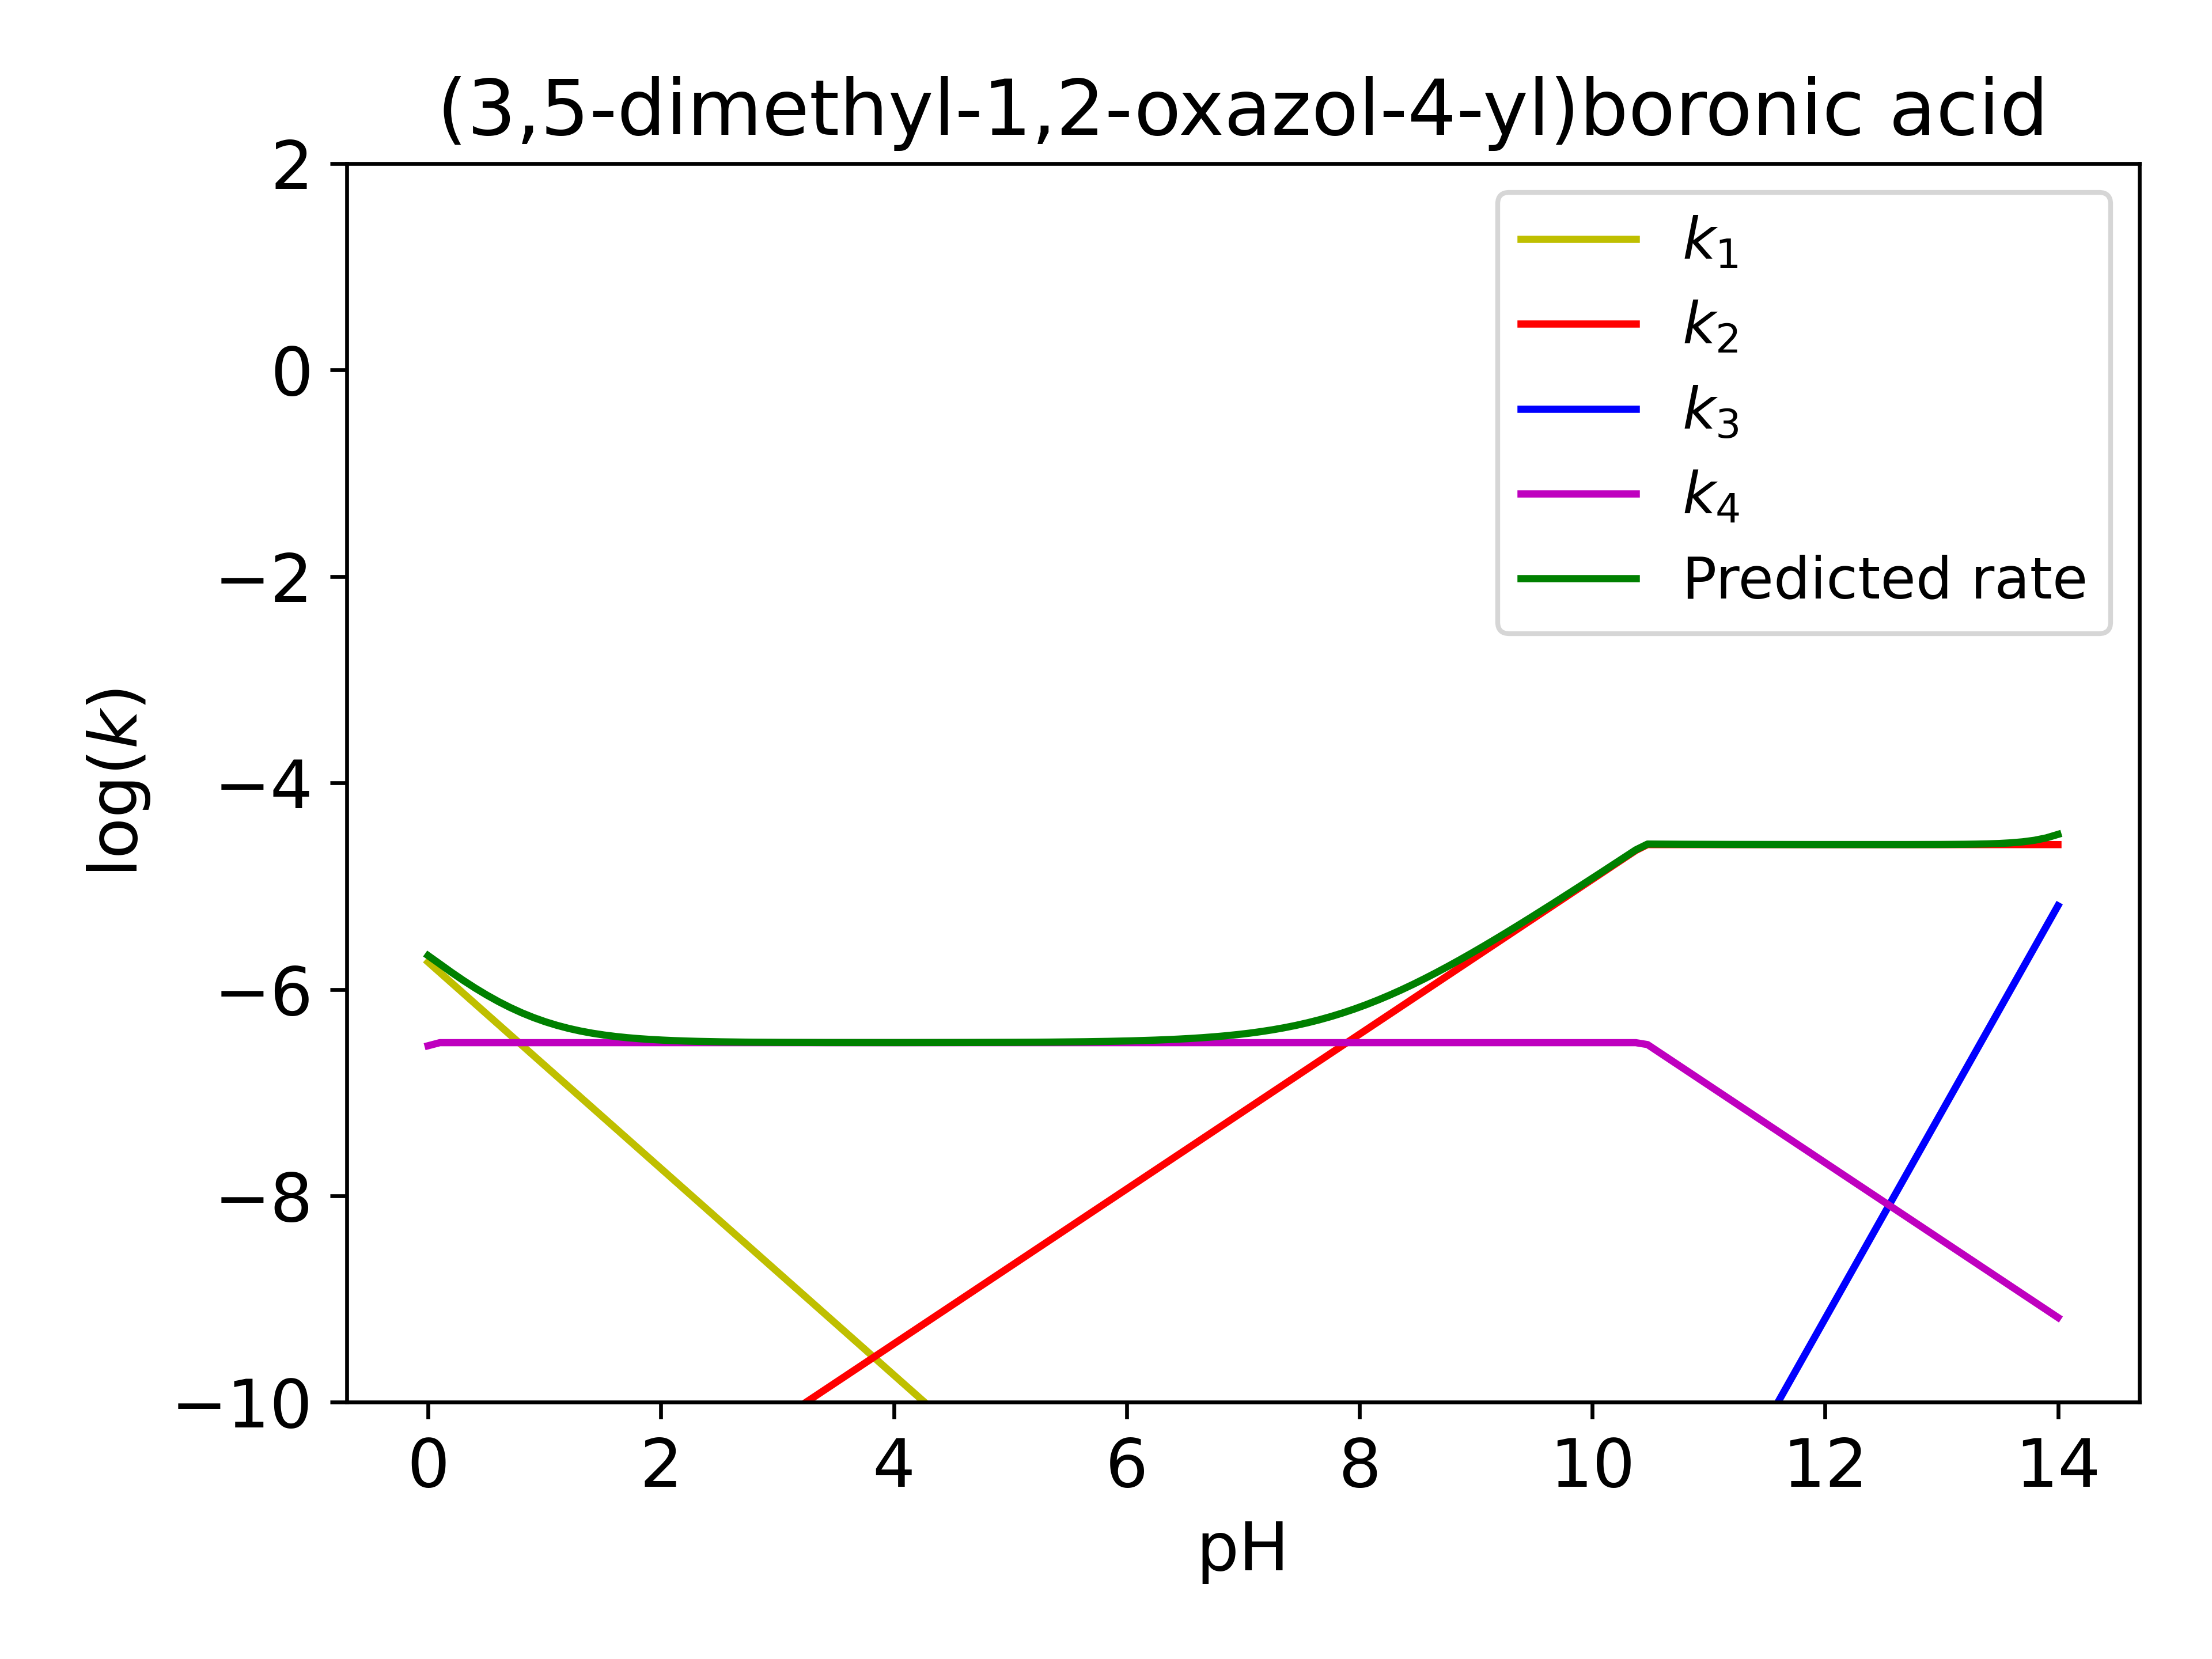 (3,5-dimethyl-1,2-oxazol-4-yl)boronic acid
2
0
−2
−4
−6
−8
−10
log(k)
k₁
k₂
k₃
k₄
Predicted rate
0 2 4 6 8 10 12 14
pH